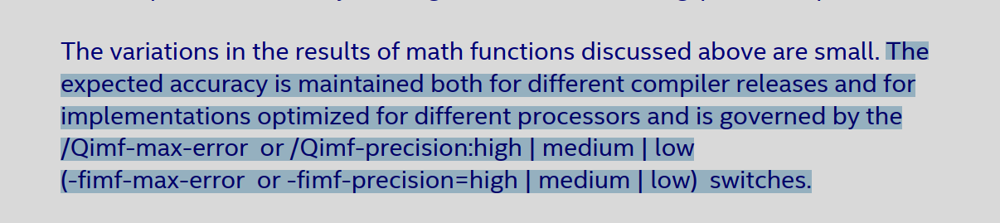 The variations in the results of math functions discussed above are small. The
expected accuracy is maintained both for different compiler releases and for
implementations optimized for different processors and is governed by the
/Qimf-max-error  or /Qimf-precision:high | medium | low
(-fimf-max-error  or -fimf-precision=high | medium | low)  switches.